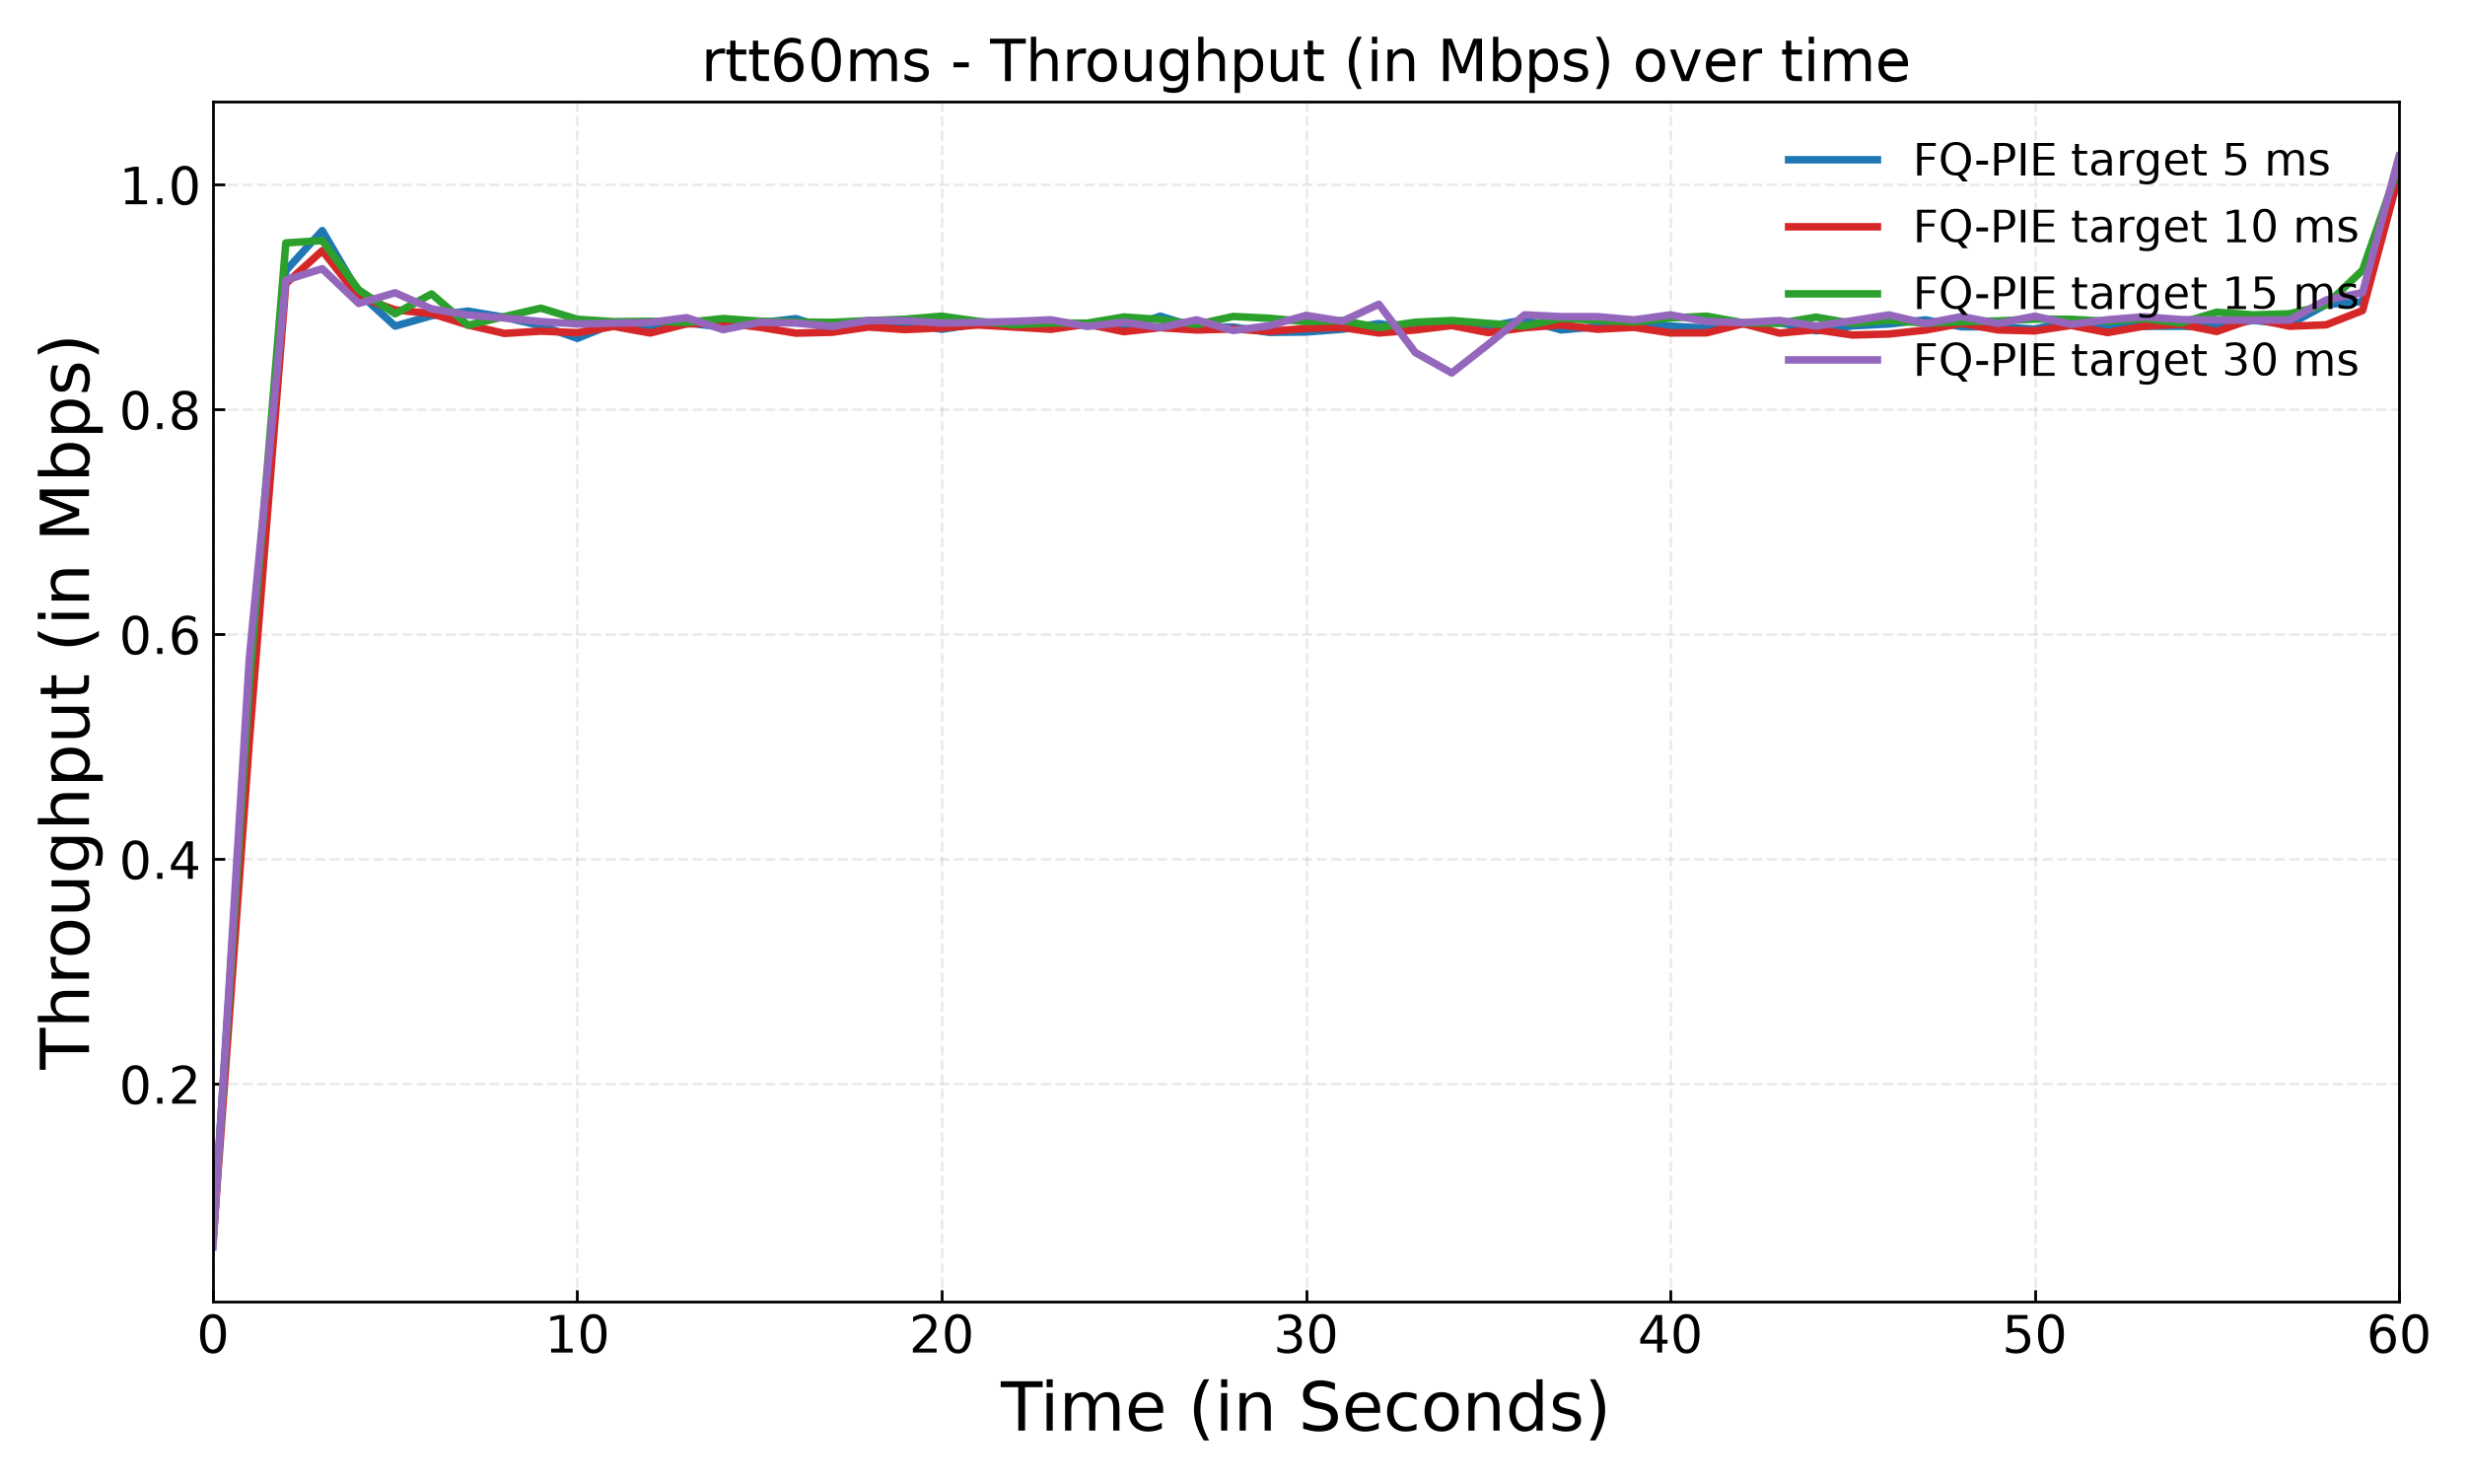 rtt60ms - Throughput (in Mbps) over time
FQ-PIE target 5 ms
FQ-PIE target 10 ms
FQ-PIE target 15 ms
FQ-PIE target 30 ms
Throughput (in Mbps)
1.0
0.8
0.6
0.4
0.2
0 10 20 30 40 50 60
Time (in Seconds)